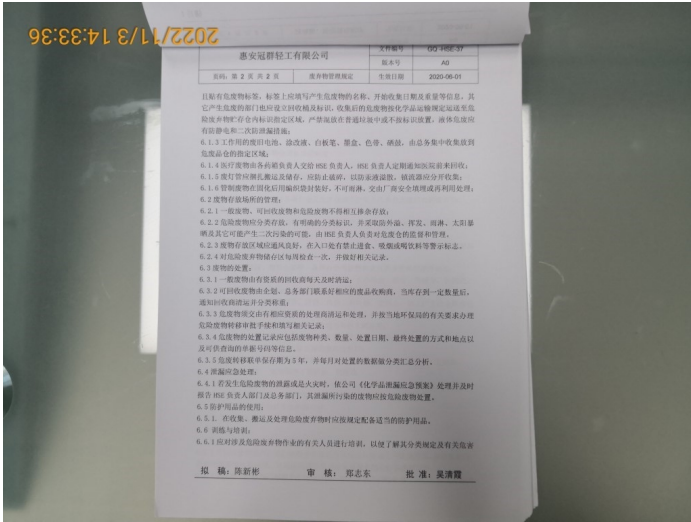 2022/11/3 14:33:36
惠安冠群轻工有限公司
文件编号
GQ-HSE-37
版本号
A0
页码：第 2 页 共 2 页
废弃物管理规定
生效日期
2020-06-01
且贴有危废物标签，标签上应填写产生危废物的名称、开始收集日期及重量等信息。其
它产生危废的部门也应设立回收桶及标识，收集后的危废物按化学品运输规定运送至危
险废弃物贮存仓内标识指定区域，严禁混放在普通垃圾中或不按标识放置，液体危废应
有防静电和二次防泄漏措施；
6.1.3 工作用的废旧电池、涂改液、白板笔、墨盒、色带、硒鼓，由总务集中收集放到
危废品仓的指定区域；
6.1.4 医疗废物由各药箱负责人交给 HSE 负责人，HSE 负责人定期通知医院前来回收；
6.1.5 废灯管应捆扎搬运及储存，应防止破碎，以防汞液溢散，镇流器应分开收集；
6.1.6 管制废物在固化后用编织袋封装好，不可雨淋，交由厂商安全填埋或再利用处理；
6.2 废物存放场所的管理：
6.2.1 一般废物、可回收废物和危险废物不得相互掺杂存放；
6.2.2 危险废物应分类存放，有明确的分类标识，并采取防外溢、挥发、雨淋、太阳暴
晒及其它可能产生二次污染的可能，由 HSE 负责人负责对危废仓的监督和管理。
6.2.3 废物存放区域应通风良好，在入口处有禁止进食、吸烟或喝饮料等警示标志。
6.2.4 对危险废弃物储存区每周检查一次，并做好相关记录。
6.3 废物的处置：
6.3.1 一般废物由有资质的回收商每天及时清运；
6.3.2 可回收废物由企划、总务部门联系好相应的废品收购商，当库存到一定数量后，
通知回收商清运并分类称重；
6.3.3 危废物须交由有相应资质的处理商清运和处理，并按当地环保局的有关要求办理
危险废物转移审批手续和填写相关记录；
6.3.4 危废物的处置记录应包括废物种类、数量、处置日期、最终处置的方式和地点以
及可供查询的单据号码等信息。
6.3.5 危废转移联单保存期为 5 年，并每月对处置的数据做分类汇总分析。
6.4 泄漏应急处理：
6.4.1 若发生危险废物的泄露或是火灾时，依公司《化学品泄漏应急预案》处理并及时
报告 HSE 负责人部门及总务部门，其泄漏所污染的废物应按危险废物处置。
6.5 防护用品的使用：
6.5.1. 在收集、搬运及处理危险废弃物时应按规定配备适当的防护用品。
6.6 训练与培训：
6.6.1 应对涉及危险废弃物作业的有关人员进行培训，以便了解其分类规定及有关危害
拟 稿：陈新彬 审 核：郑志东 批 准：吴清霞